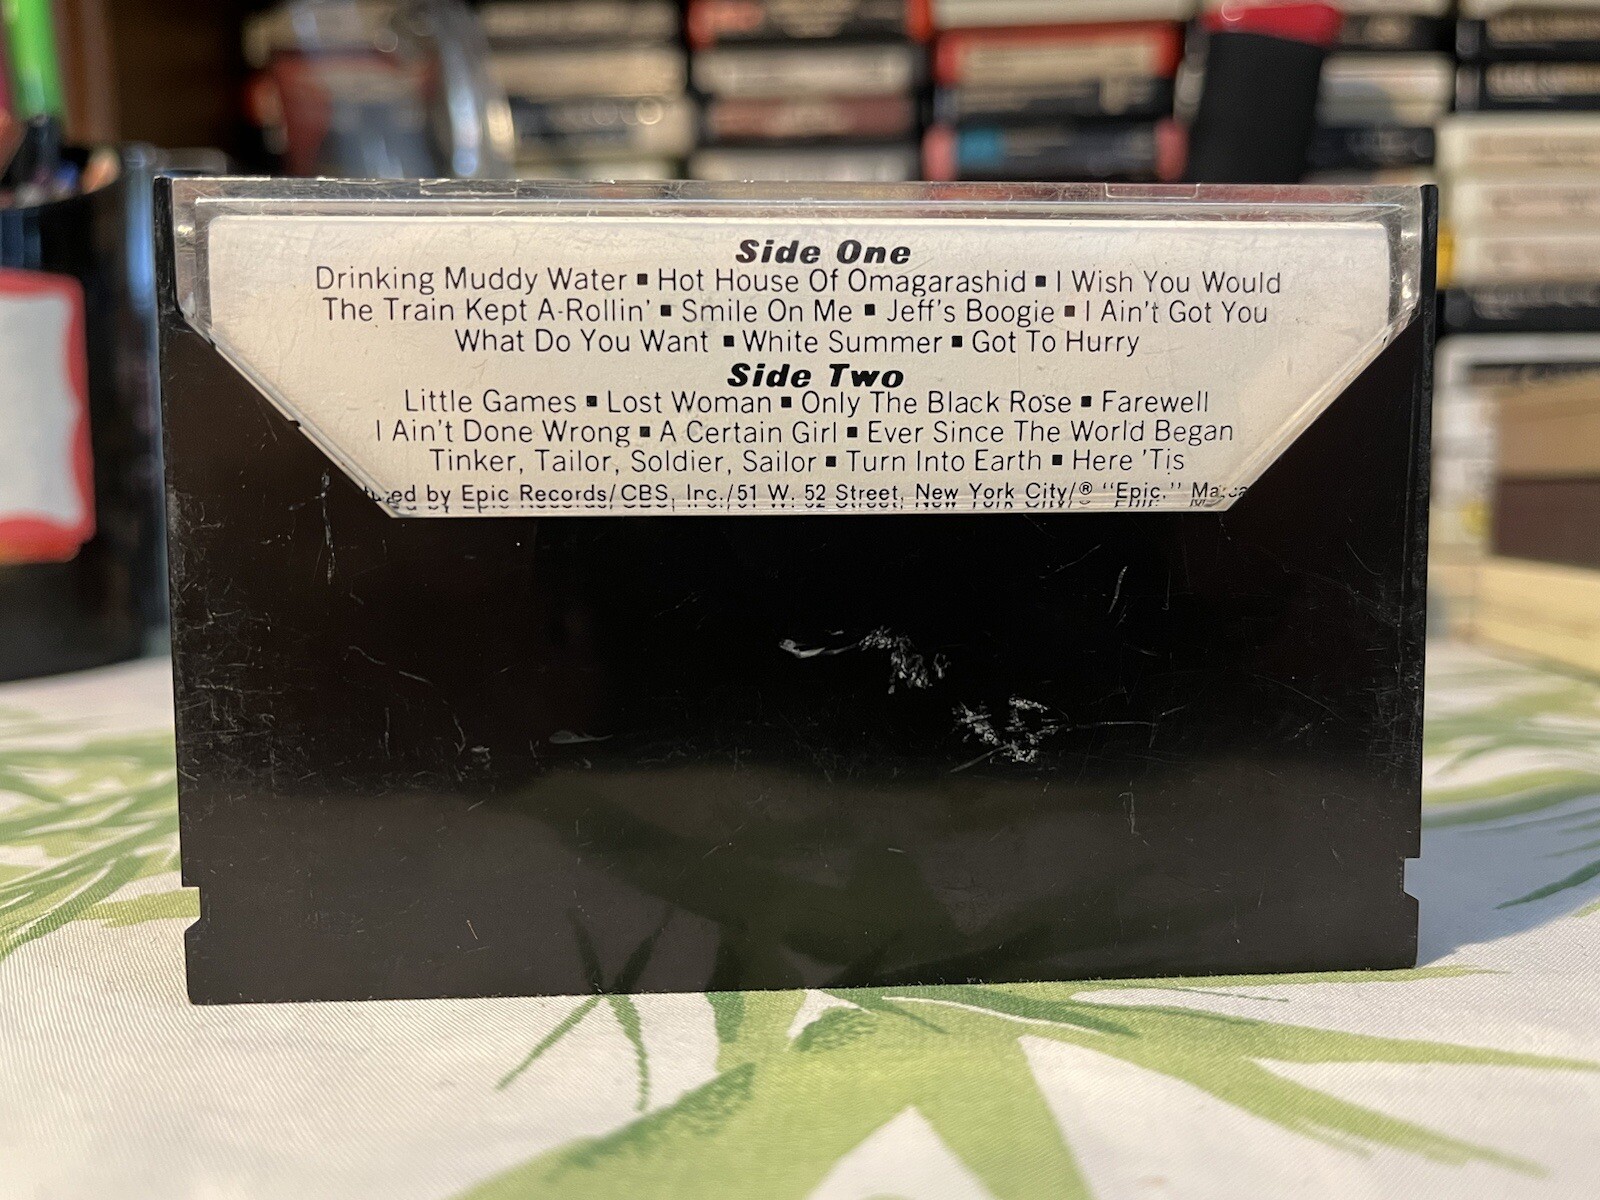 Side One
Drinking Muddy Water ▪ Hot House Of Omagarashid ▪ I Wish You Would
The Train Kept A-Rollin' ▪ Smile On Me ▪ Jeff's Boogie ▪ I Ain't Got You
What Do You Want ▪ White Summer ▪ Got To Hurry
Side Two
Little Games ▪ Lost Woman ▪ Only The Black Rose ▪ Farewell
I Ain't Done Wrong ▪ A Certain Girl ▪ Ever Since The World Began
Tinker, Tailor, Soldier, Sailor ▪ Turn Into Earth ▪ Here 'Tis
by Epic Records/CBS, Inc./51 W. 52 Street, New York City/® "Epic,"